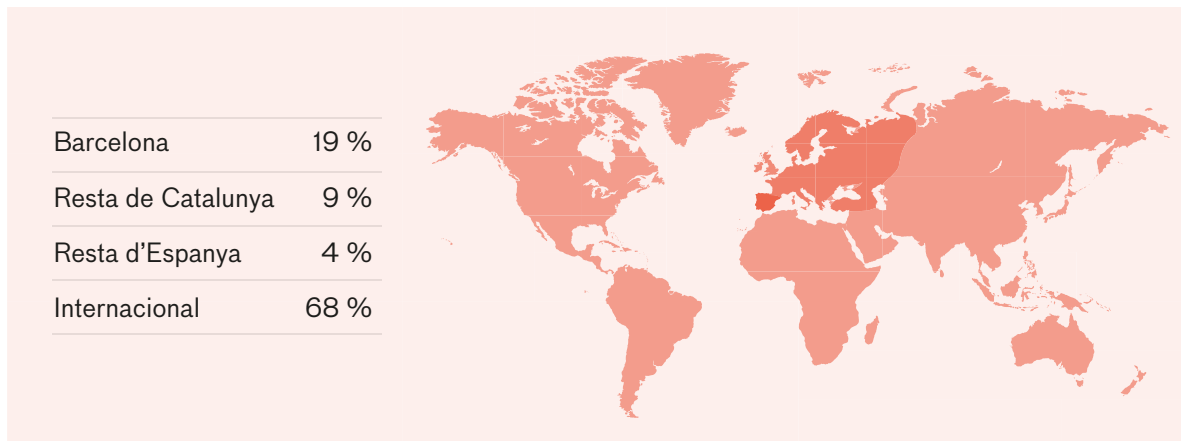 Barcelona 19 %
Resta de Catalunya 9 %
Resta d’Espanya 4 %
Internacional 68 %